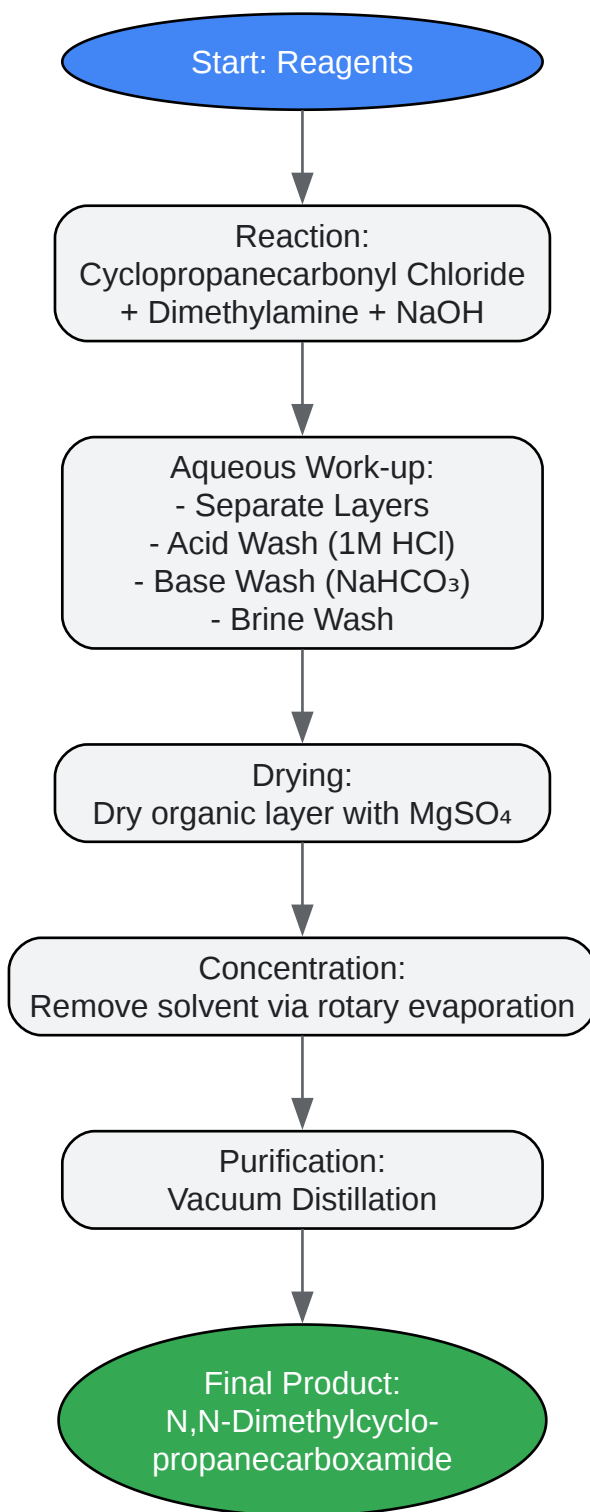 Start: Reagents
Reaction:
Cyclopropanecarbonyl Chloride
+ Dimethylamine + NaOH
Aqueous Work-up:
- Separate Layers
- Acid Wash (1M HCl)
- Base Wash (NaHCO₃)
- Brine Wash
Drying:
Dry organic layer with MgSO₄
Concentration:
Remove solvent via rotary evaporation
Purification:
Vacuum Distillation
Final Product:
N,N-Dimethylcyclo-
propanecarboxamide